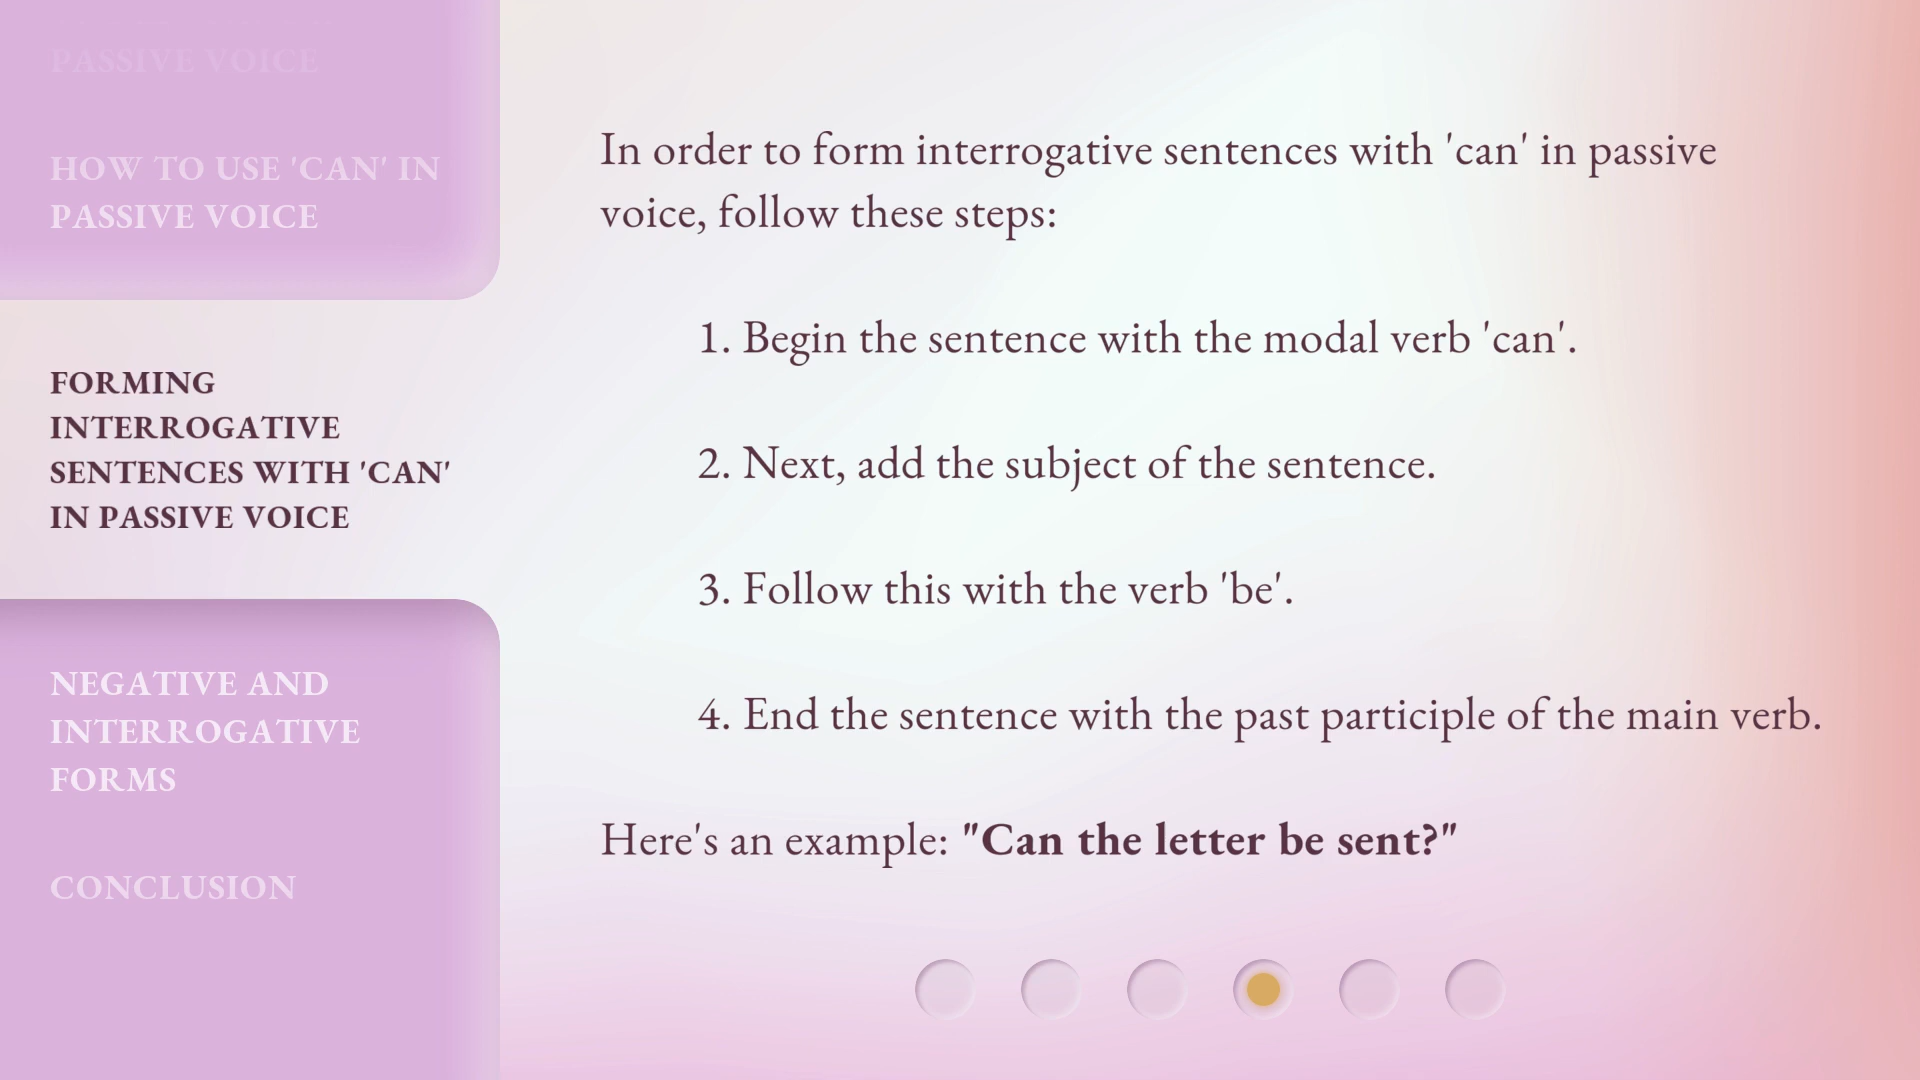 PASSIVE VOICE
HOW TO USE 'CAN' IN
PASSIVE VOICE
FORMING
INTERROGATIVE
SENTENCES WITH 'CAN'
IN PASSIVE VOICE
NEGATIVE AND
INTERROGATIVE
FORMS
CONCLUSION
In order to form interrogative sentences with 'can' in passive
voice, follow these steps:
1. Begin the sentence with the modal verb 'can'.
2. Next, add the subject of the sentence.
3. Follow this with the verb 'be'.
4. End the sentence with the past participle of the main verb.
Here's an example: "Can the letter be sent?"